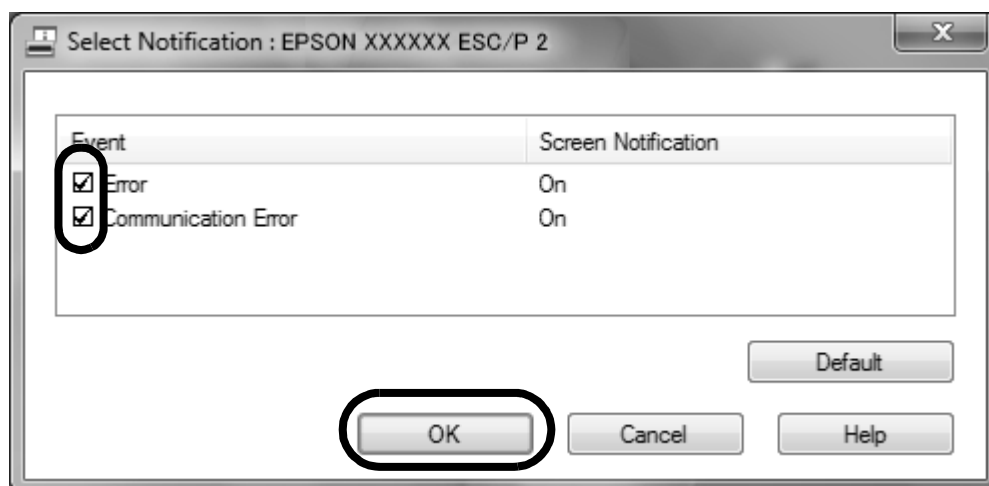 Select Notification : EPSON XXXXXX ESC/P 2
Event Screen Notification
Error On
Communication Error On
Default
OK Cancel Help